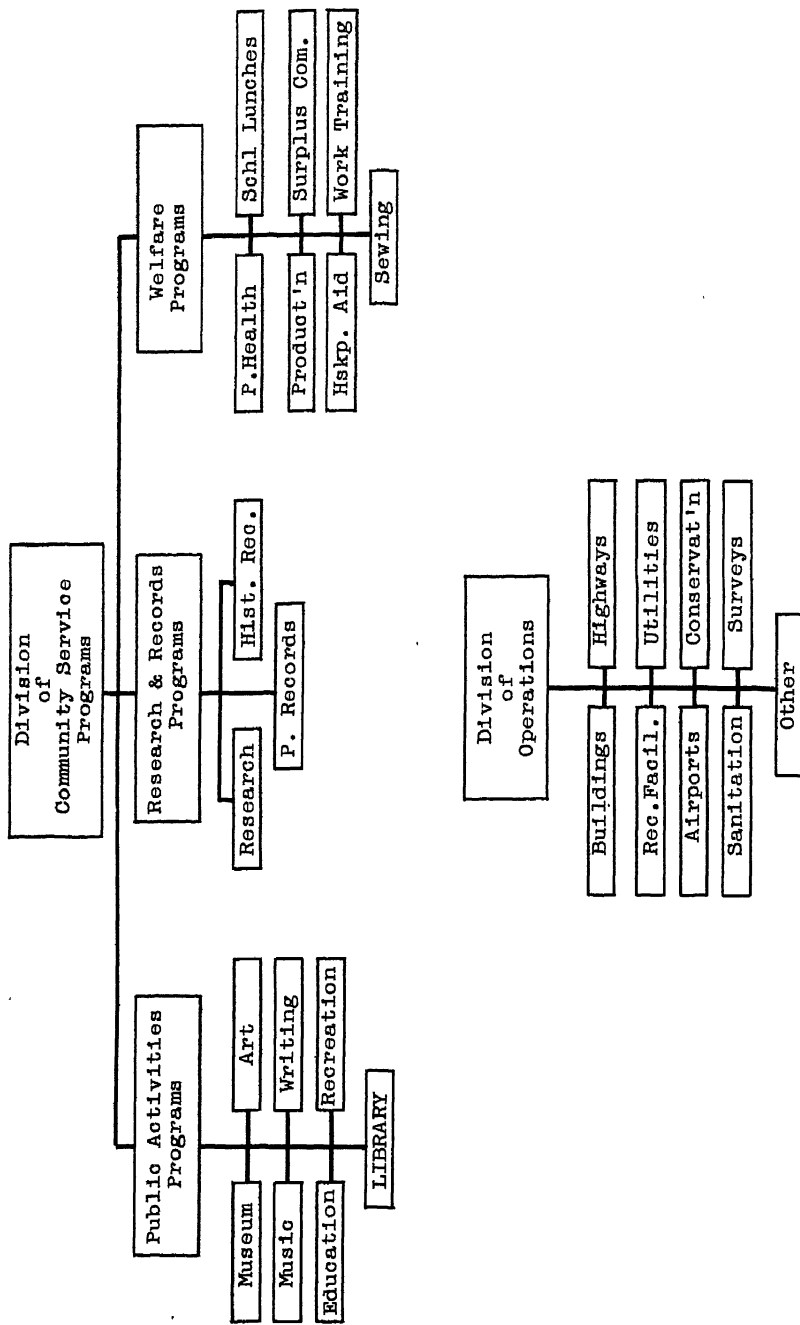 Division
of
Community Service
Programs
Public Activities
Programs
Museum
Art
Music
Writing
Education
Recreation
LIBRARY
Research & Records
Programs
Research
Hist. Rec.
P. Records
Welfare
Programs
P.Health
Schl Lunches
Product'n
Surplus Com.
Hskp. Aid
Work Training
Sewing
Division
of
Operations
Buildings
Highways
Rec.Facil.
Utilities
Airports
Conservat'n
Sanitation
Surveys
Other